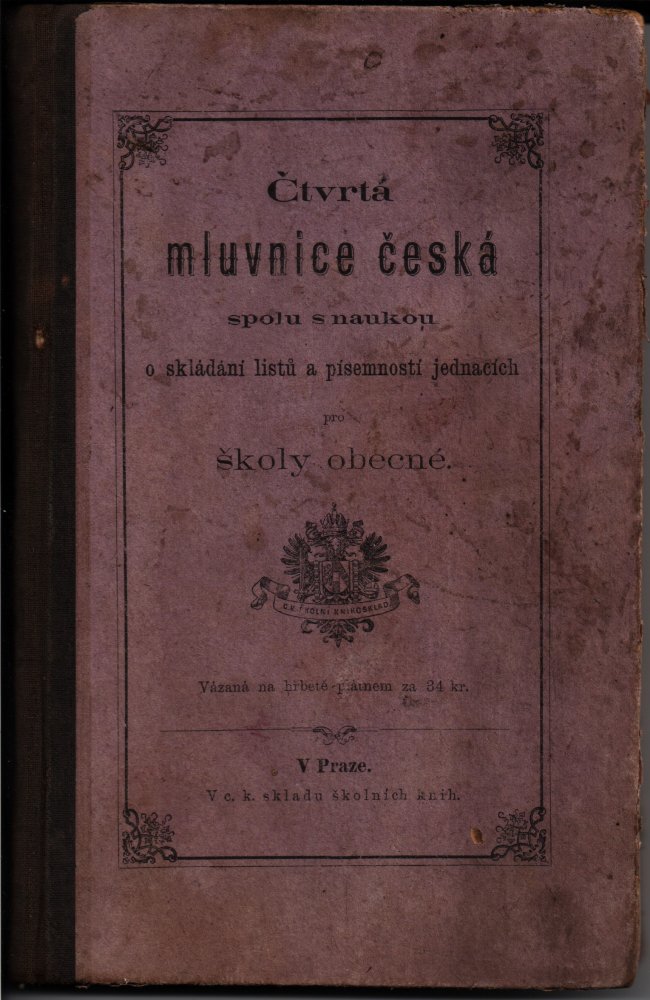 Čtvrtá
mluvnice česká
spolu s naukou
o skládání listů a písemností jednacích
pro
školy obecné.
C. K. ŠKOLNÍ KNIHOSKLAD
Vázaná na hřbetě plátnem za 34 kr.
V Praze.
V c. k. skladu školních knih.